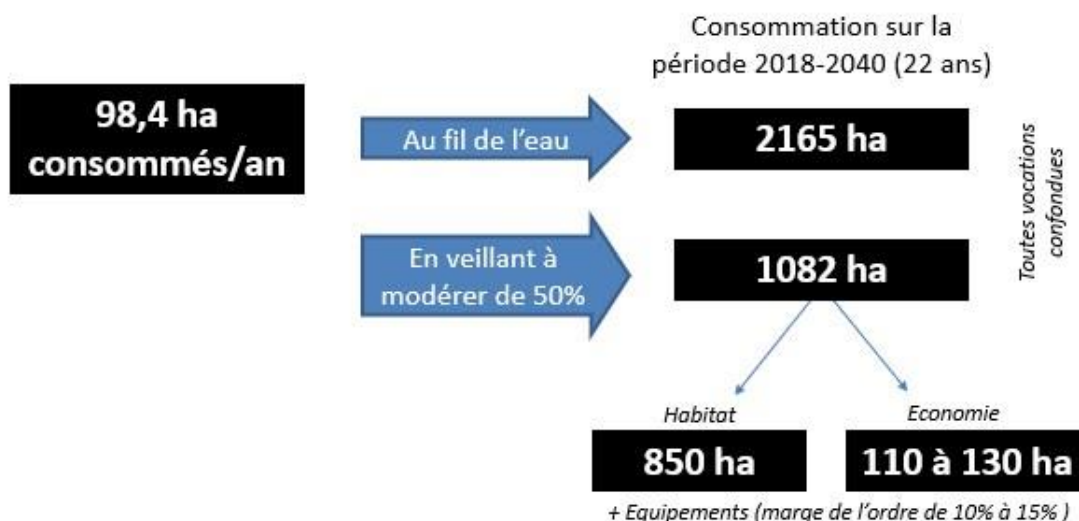 Consommation sur la
période 2018-2040 (22 ans)
98,4 ha
consommés/an
Au fil de l'eau
2165 ha
En veillant à
modérer de 50%
1082 ha
Toutes vocations
confondues
Habitat
Economie
850 ha
110 à 130 ha
+ Equipements (marge de l'ordre de 10% à 15% )